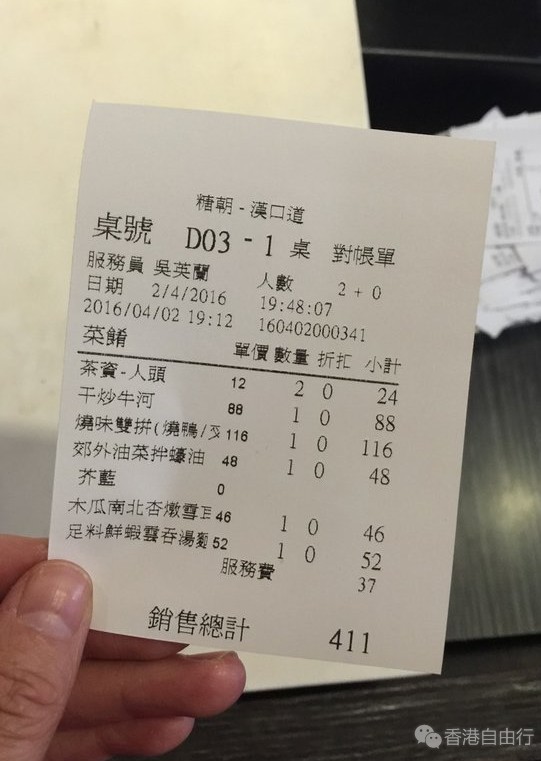 糖朝 - 漢口道
桌號 D03 - 1 桌 對帳單
服務員 吳英蘭 人數 2 + 0
日期 2/4/2016 19:48:07
2016/04/02 19:12 160402000341
菜餚 單價 數量 折扣 小計
茶資-人頭 12 2 0 24
干炒牛河 88 1 0 88
燒味雙拼(燒鴨/ 116 1 0 116
郊外油菜拌蠔油 48 1 0 48
芥藍 0
木瓜南北杏燉雪 46 1 0 46
足料鮮蝦雲吞湯麵 52 1 0 52
服務費 37
銷售總計 411
香港自由行